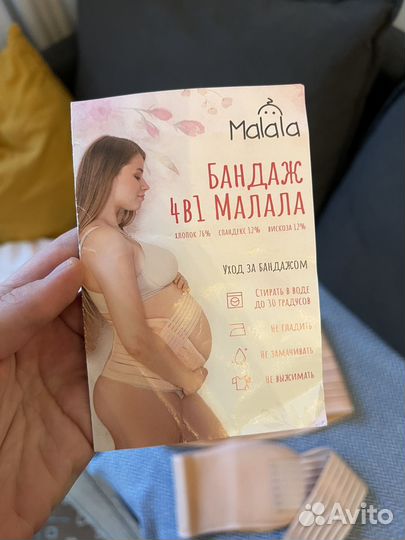 Malala
Бандаж
4в1 Малала
хлопок 76% спандекс 12% вискоза 12%
Уход за бандажом
Стирать в воде
до 30 градусов
Не гладить
Не замачивать
Не выжимать
Avito